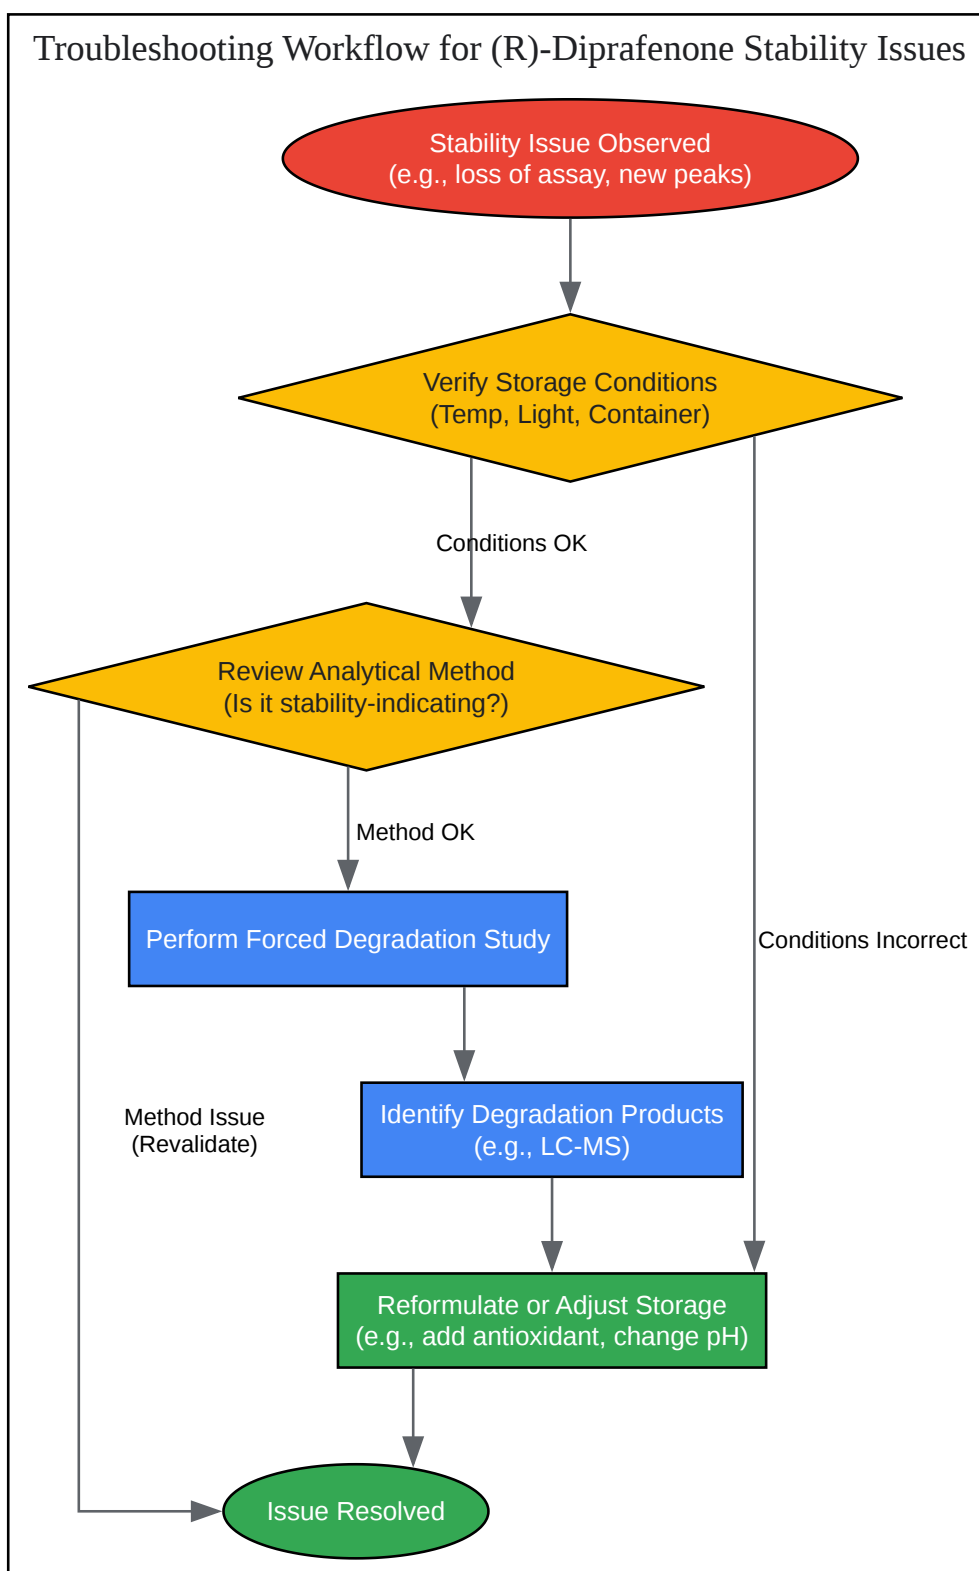 Troubleshooting Workflow for (R)-Diprafenone Stability Issues
Stability Issue Observed
(e.g., loss of assay, new peaks)
Verify Storage Conditions
(Temp, Light, Container)
Conditions OK
Review Analytical Method
(Is it stability-indicating?)
Method OK
Perform Forced Degradation Study
Conditions Incorrect
Method Issue
(Revalidate)
Identify Degradation Products
(e.g., LC-MS)
Reformulate or Adjust Storage
(e.g., add antioxidant, change pH)
Issue Resolved